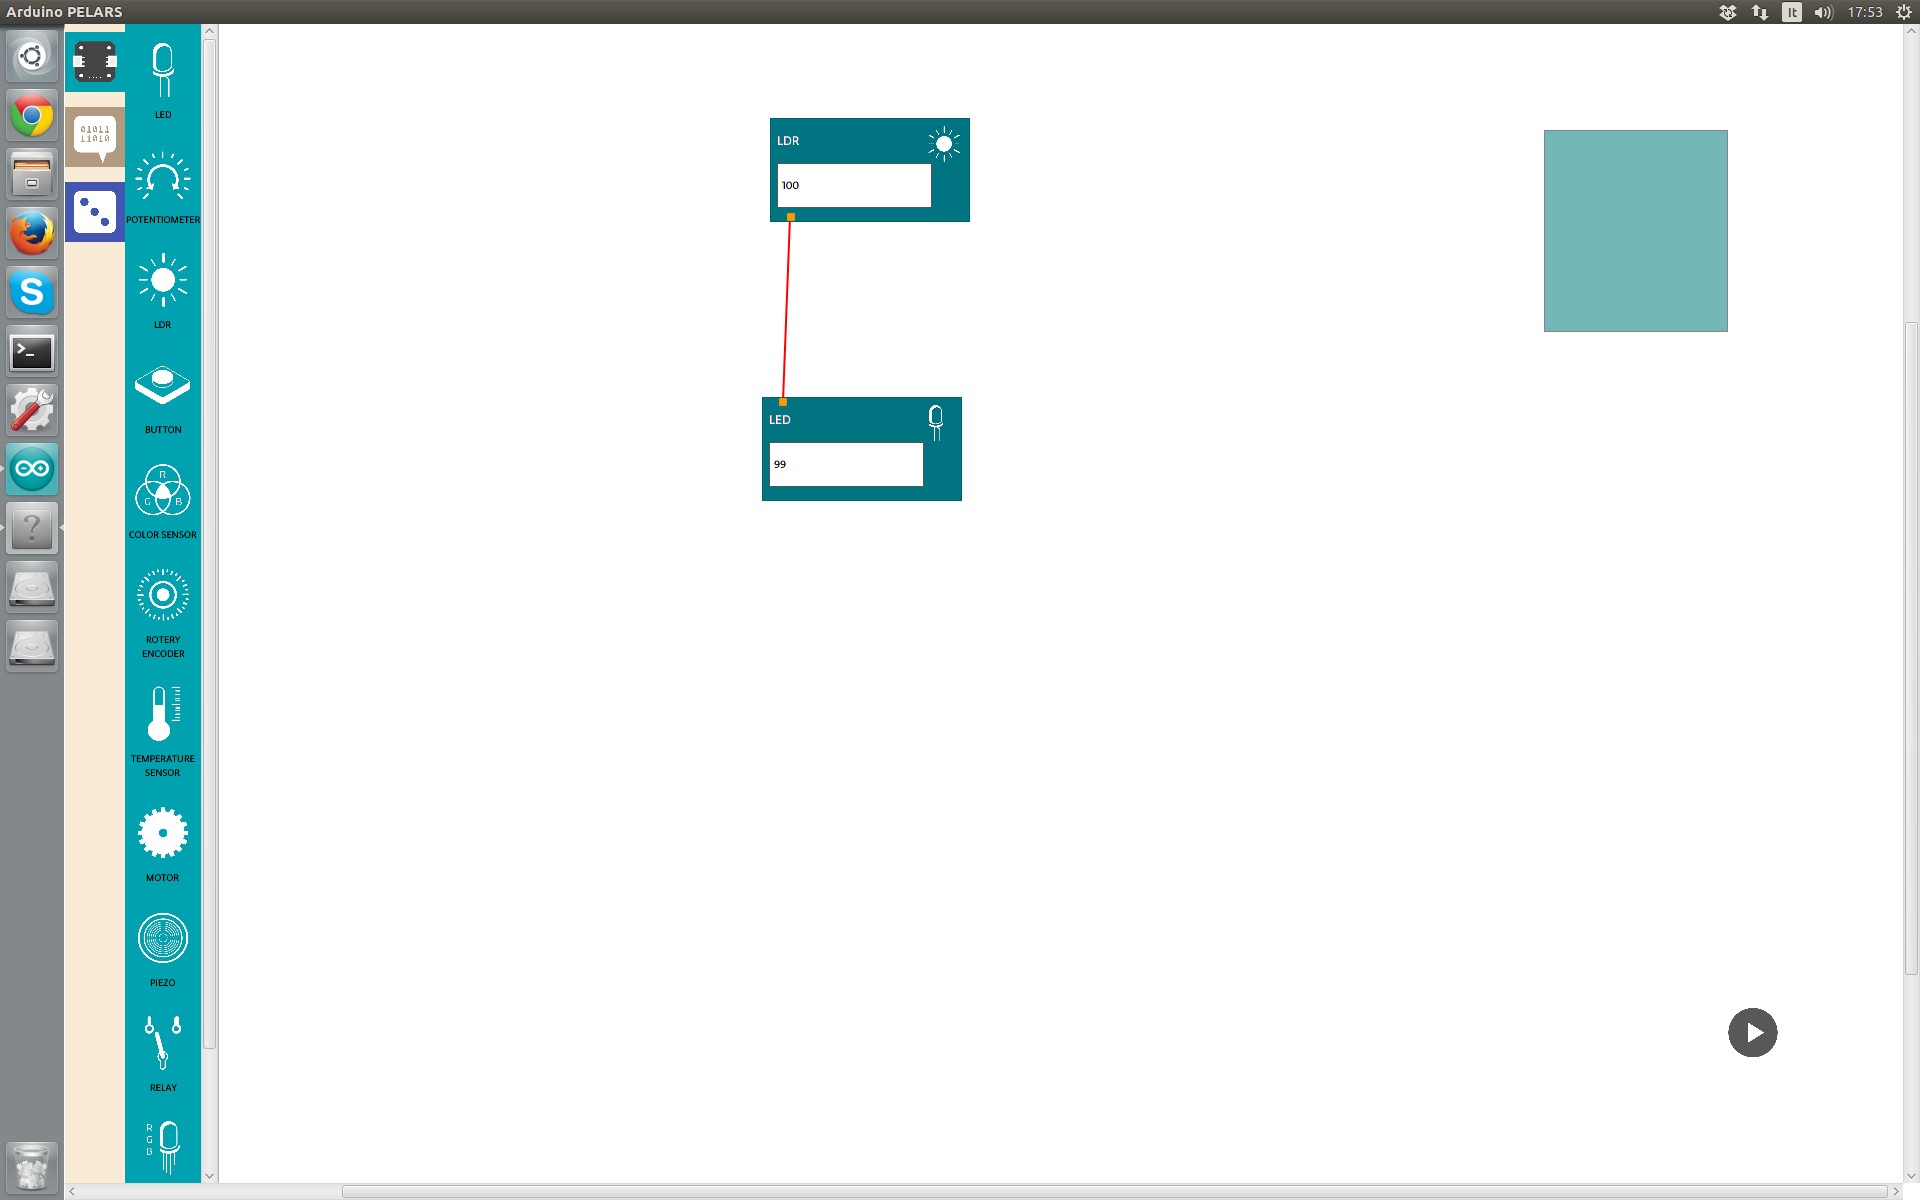 Arduino PELARS
It
17:53
01011
11010
LED
POTENTIOMETER
LDR
BUTTON
R
G B
COLOR SENSOR
ROTERY
ENCODER
TEMPERATURE
SENSOR
MOTOR
PIEZO
RELAY
R
G
B
LDR
100
LED
99